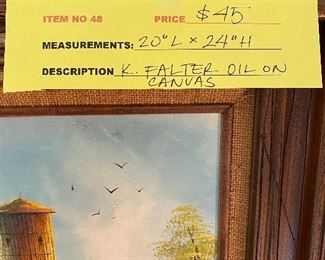 ITEM NO 48 PRICE $45
MEASUREMENTS: 20"L x 24"H
DESCRIPTION K. FALTER OIL ON
CANVAS